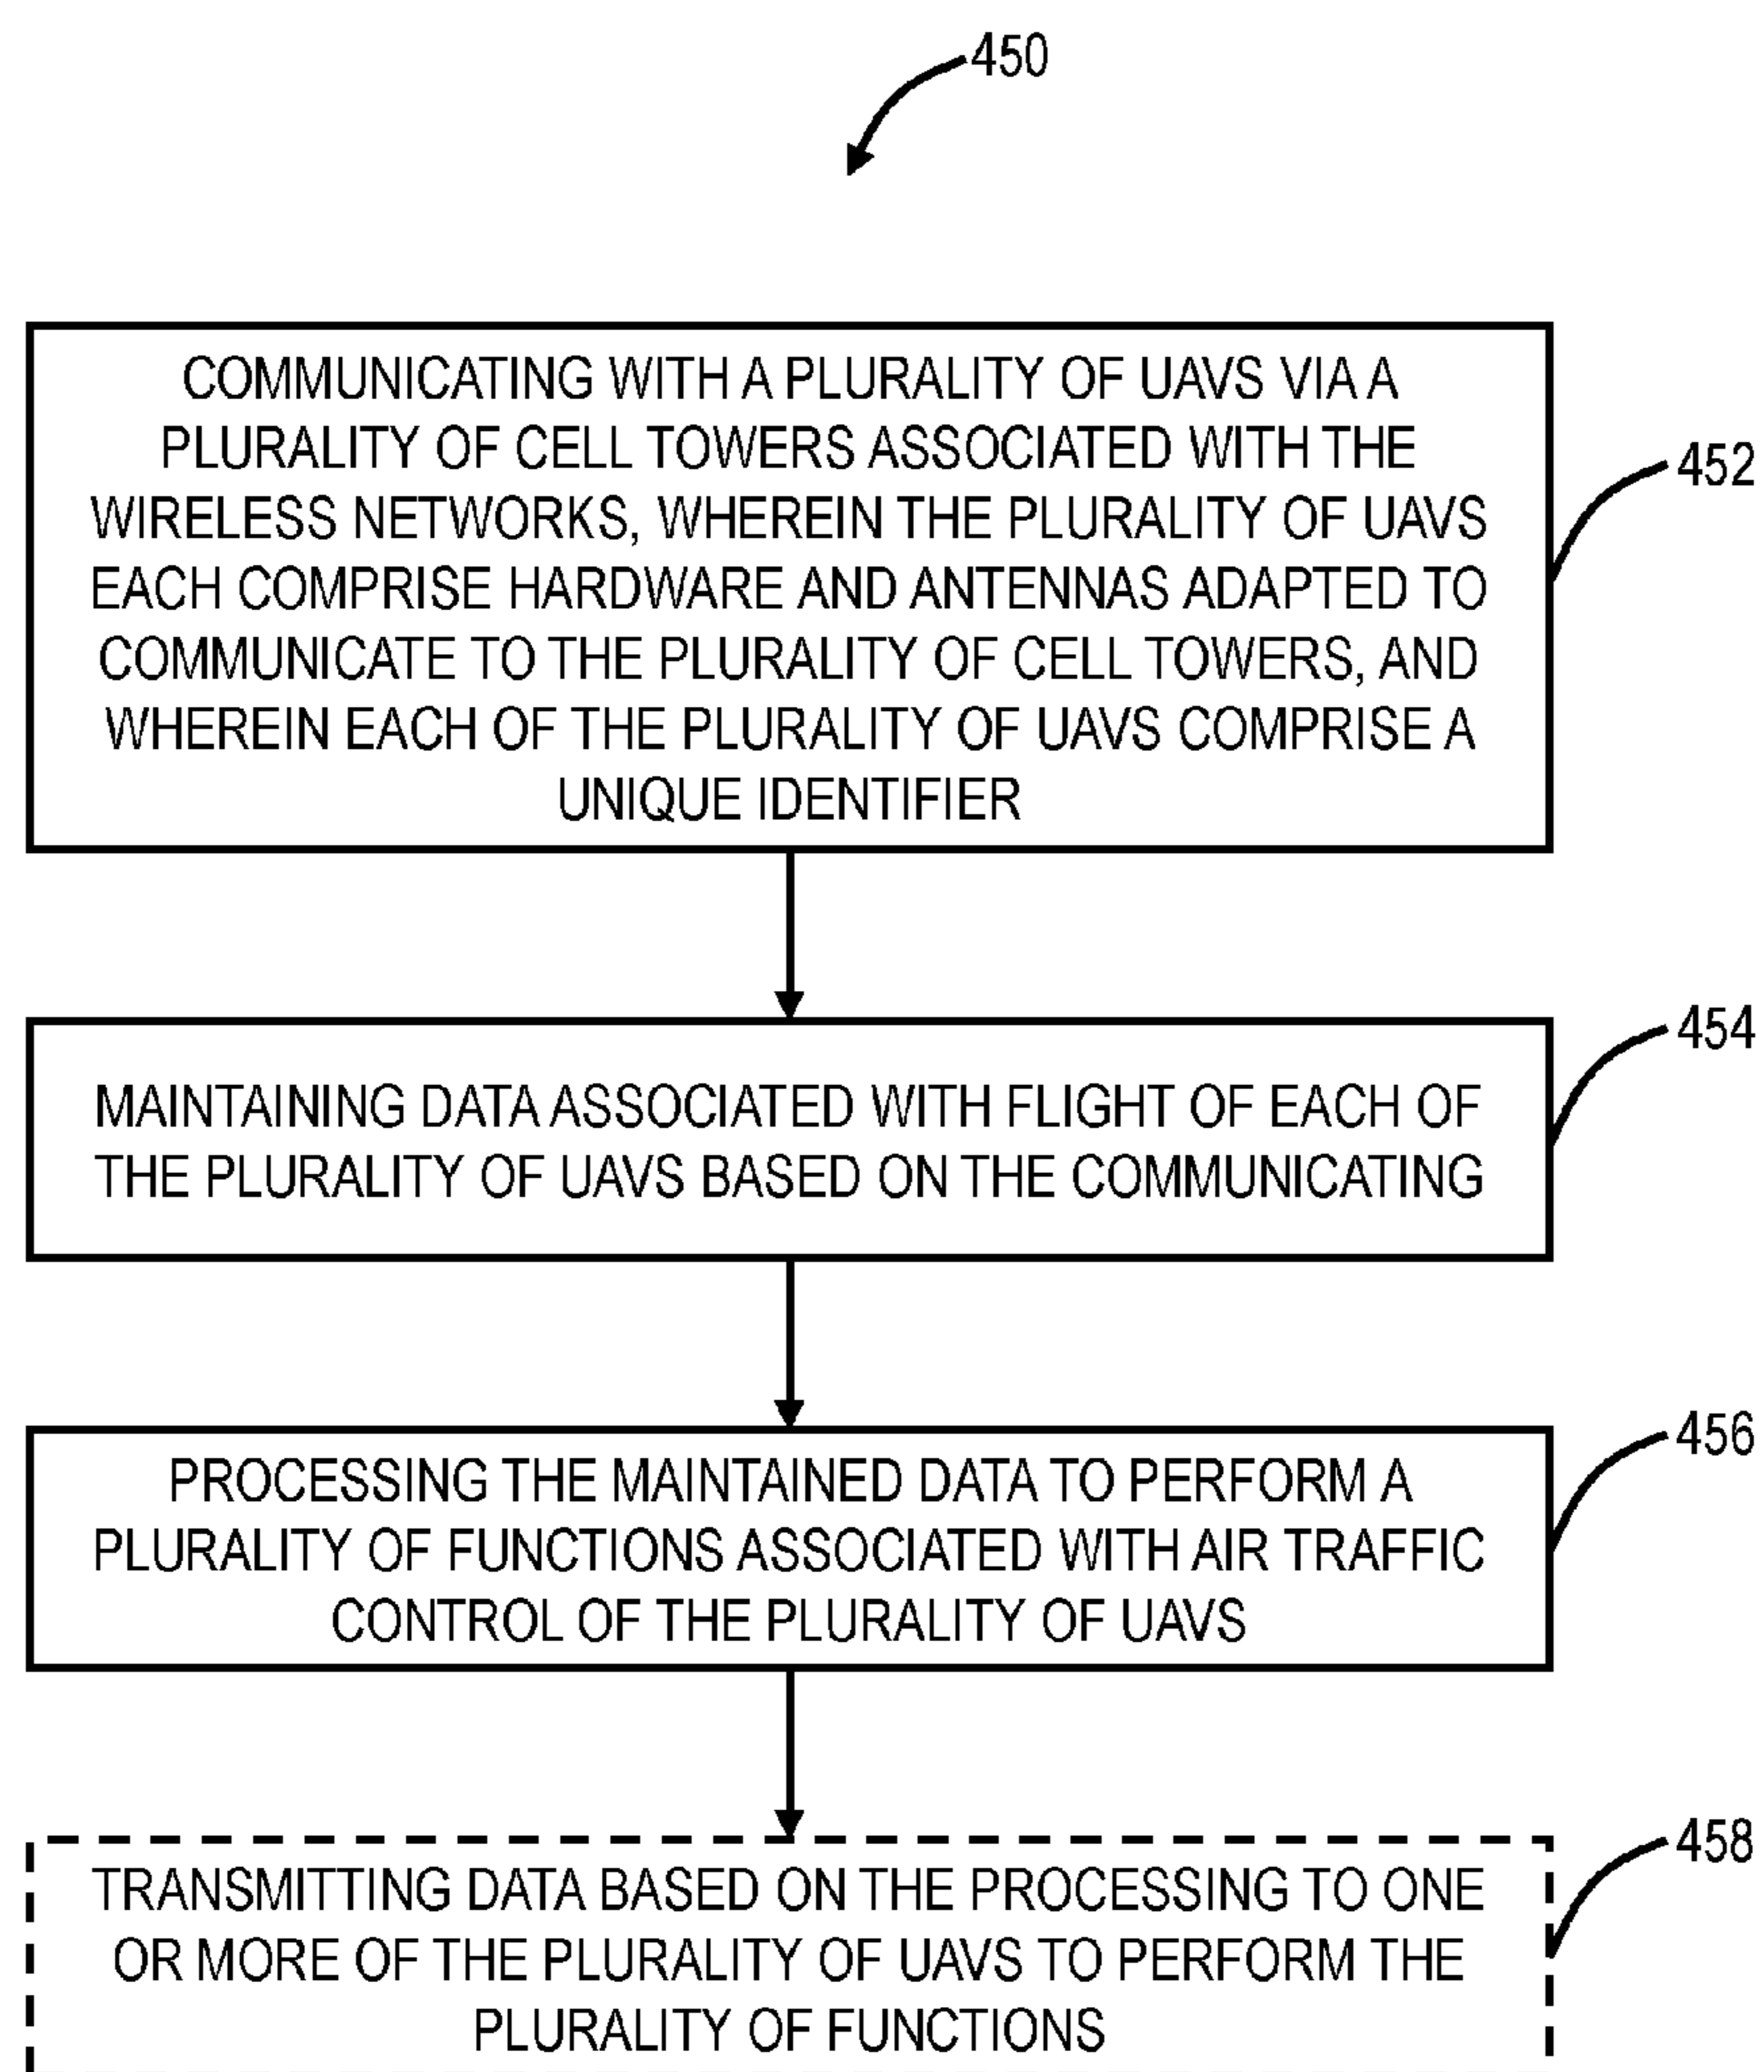 450
COMMUNICATING WITH A PLURALITY OF UAVS VIA A
PLURALITY OF CELL TOWERS ASSOCIATED WITH THE
WIRELESS NETWORKS, WHEREIN THE PLURALITY OF UAVS
EACH COMPRISE HARDWARE AND ANTENNAS ADAPTED TO
COMMUNICATE TO THE PLURALITY OF CELL TOWERS, AND
WHEREIN EACH OF THE PLURALITY OF UAVS COMPRISE A
UNIQUE IDENTIFIER
452
MAINTAINING DATA ASSOCIATED WITH FLIGHT OF EACH OF
THE PLURALITY OF UAVS BASED ON THE COMMUNICATING
454
PROCESSING THE MAINTAINED DATA TO PERFORM A
PLURALITY OF FUNCTIONS ASSOCIATED WITH AIR TRAFFIC
CONTROL OF THE PLURALITY OF UAVS
456
TRANSMITTING DATA BASED ON THE PROCESSING TO ONE
OR MORE OF THE PLURALITY OF UAVS TO PERFORM THE
PLURALITY OF FUNCTIONS
458